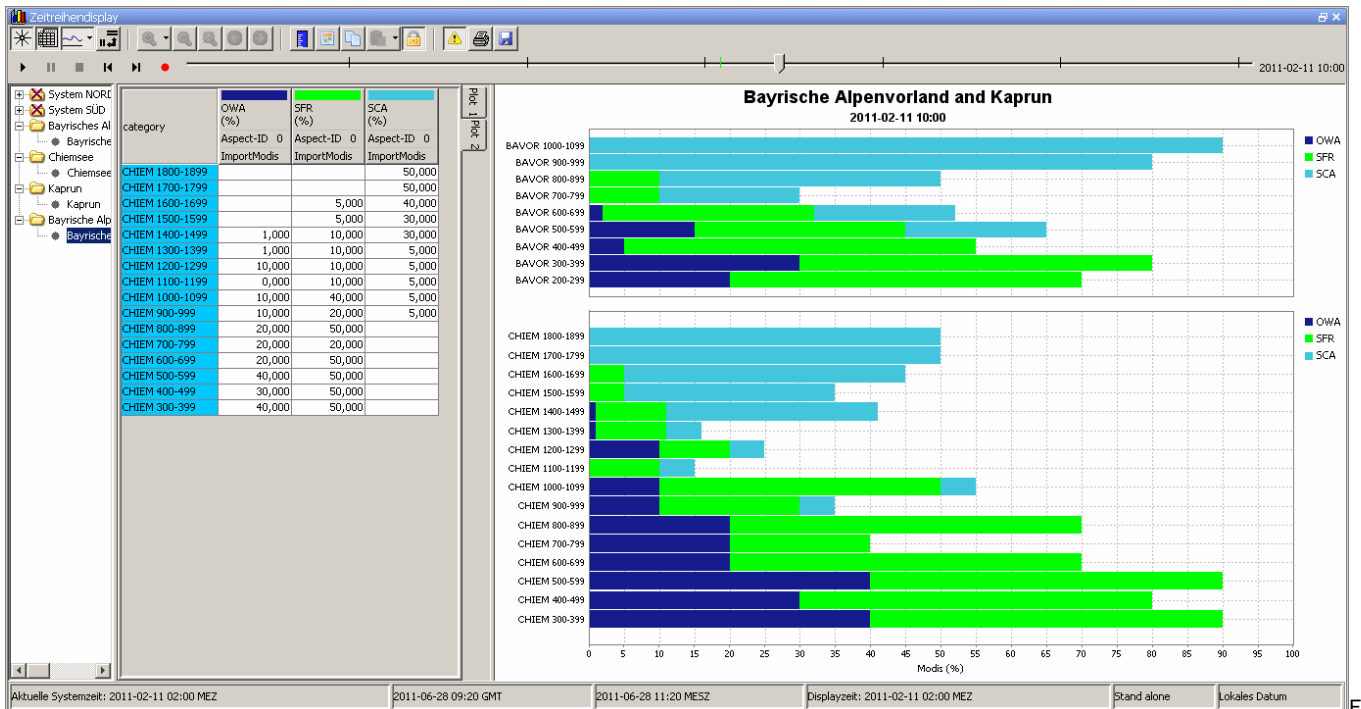 Zeitreihendisplay
2011-02-11 10:00
System NORD
System SÜD
Bayrisches Al
Bayrische
Chiemsee
Chiemsee
Kaprun
Kaprun
Bayrische Alp
Bayrische
category
OWA (%) Aspect-ID 0 ImportModis
SFR (%) Aspect-ID 0 ImportModis
SCA (%) Aspect-ID 0 ImportModis
CHIEM 1800-1899 50,000
CHIEM 1700-1799 50,000
CHIEM 1600-1699 5,000 40,000
CHIEM 1500-1599 5,000 30,000
CHIEM 1400-1499 1,000 10,000 30,000
CHIEM 1300-1399 1,000 10,000 5,000
CHIEM 1200-1299 10,000 10,000 5,000
CHIEM 1100-1199 0,000 10,000 5,000
CHIEM 1000-1099 10,000 40,000 5,000
CHIEM 900-999 10,000 20,000 5,000
CHIEM 800-899 20,000 50,000
CHIEM 700-799 20,000 20,000
CHIEM 600-699 20,000 50,000
CHIEM 500-599 40,000 50,000
CHIEM 400-499 30,000 50,000
CHIEM 300-399 40,000 50,000
Plot 1
Plot 2
Bayrische Alpenvorland and Kaprun
2011-02-11 10:00
BAVOR 1000-1099
BAVOR 900-999
BAVOR 800-899
BAVOR 700-799
BAVOR 600-699
BAVOR 500-599
BAVOR 400-499
BAVOR 300-399
BAVOR 200-299
OWA
SFR
SCA
CHIEM 1800-1899
CHIEM 1700-1799
CHIEM 1600-1699
CHIEM 1500-1599
CHIEM 1400-1499
CHIEM 1300-1399
CHIEM 1200-1299
CHIEM 1100-1199
CHIEM 1000-1099
CHIEM 900-999
CHIEM 800-899
CHIEM 700-799
CHIEM 600-699
CHIEM 500-599
CHIEM 400-499
CHIEM 300-399
OWA
SFR
SCA
0 5 10 15 20 25 30 35 40 45 50 55 60 65 70 75 80 85 90 95 100
Modis (%)
Aktuelle Systemzeit: 2011-02-11 02:00 MEZ
2011-06-28 09:20 GMT
2011-06-28 11:20 MESZ
Displayzeit: 2011-02-11 02:00 MEZ
Stand alone
Lokales Datum